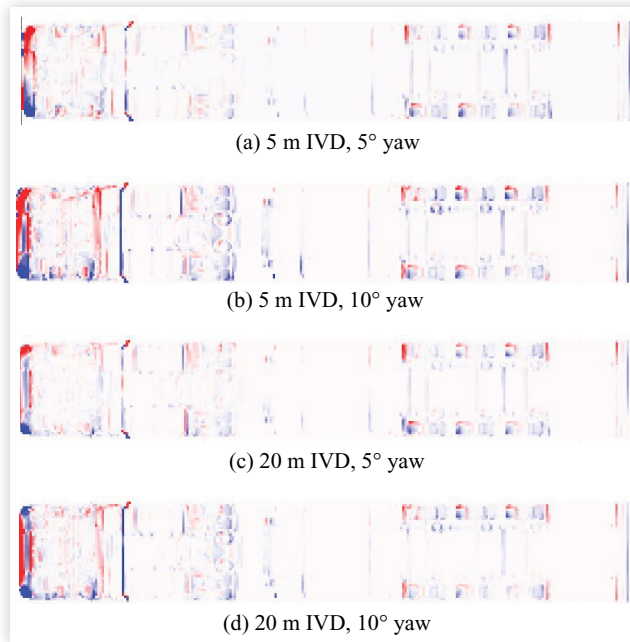 (a) 5 m IVD, 5° yaw
(b) 5 m IVD, 10° yaw
(c) 20 m IVD, 5° yaw
(d) 20 m IVD, 10° yaw